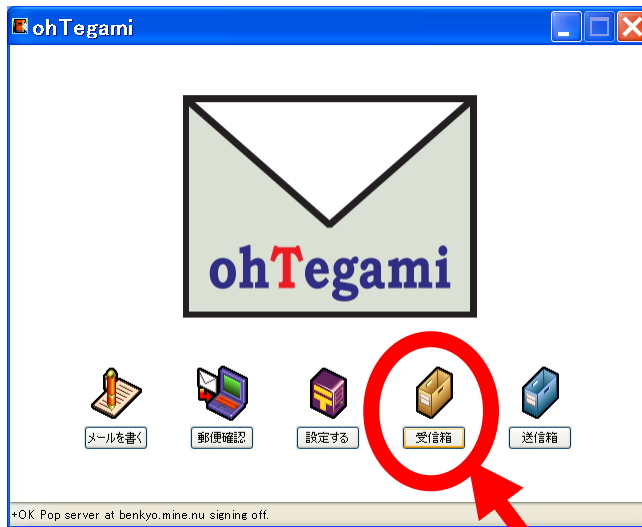 ohTegami
ohTegami
メールを書く
郵便確認
設定する
受信箱
送信箱
+OK Pop server at benkyo.mine.nu signing off.